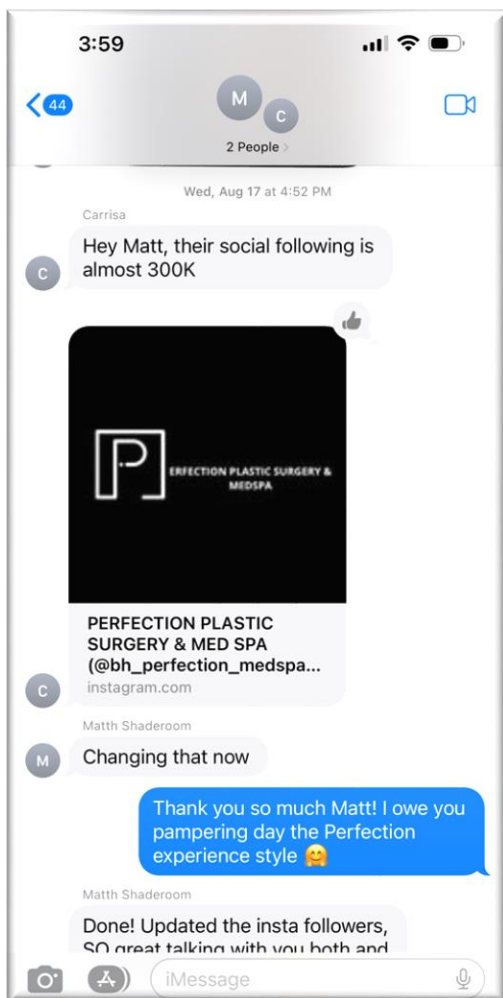 3:59
44
M
C
2 People >
Wed, Aug 17 at 4:52 PM
Carrisa
Hey Matt, their social following is
almost 300K
C
P
ERFECTION PLASTIC SURGERY &
MEDSPA
PERFECTION PLASTIC
SURGERY & MED SPA
(@bh_perfection_medspa...
instagram.com
C
Matth Shaderoom
Changing that now
M
Thank you so much Matt! I owe you
pampering day the Perfection
experience style 🤗
Matth Shaderoom
Done! Updated the insta followers,
SO great talking with you both and
iMessage